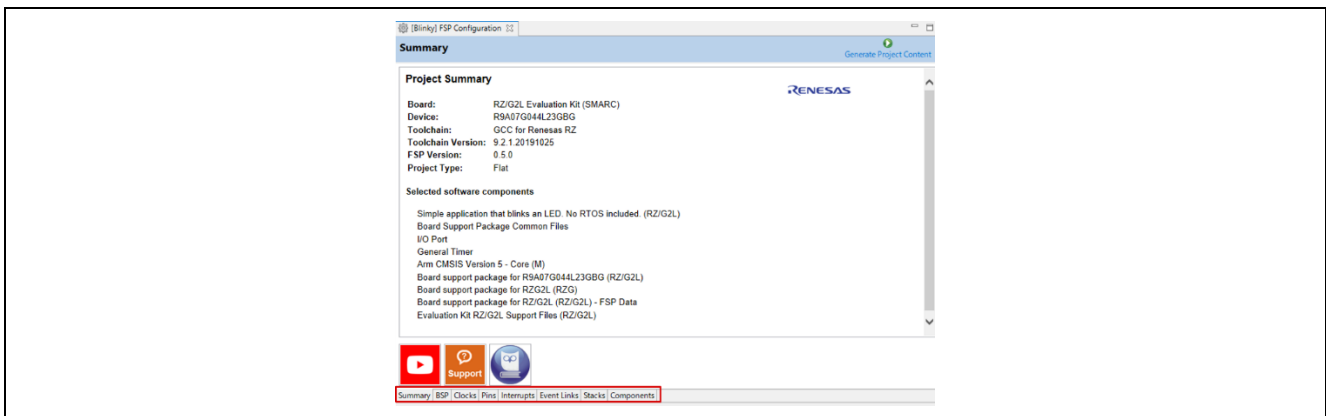 [Blinky] FSP Configuration
Summary
Generate Project Content
Project Summary
RENESAS
Board: RZ/G2L Evaluation Kit (SMARC)
Device: R9A07G044L23GBG
Toolchain: GCC for Renesas RZ
Toolchain Version: 9.2.1.20191025
FSP Version: 0.5.0
Project Type: Flat
Selected software components
Simple application that blinks an LED. No RTOS included. (RZ/G2L)
Board Support Package Common Files
I/O Port
General Timer
Arm CMSIS Version 5 - Core (M)
Board support package for R9A07G044L23GBG (RZ/G2L)
Board support package for RZG2L (RZG)
Board support package for RZ/G2L (RZ/G2L) - FSP Data
Evaluation Kit RZ/G2L Support Files (RZ/G2L)
Support
Summary BSP Clocks Pins Interrupts Event Links Stacks Components